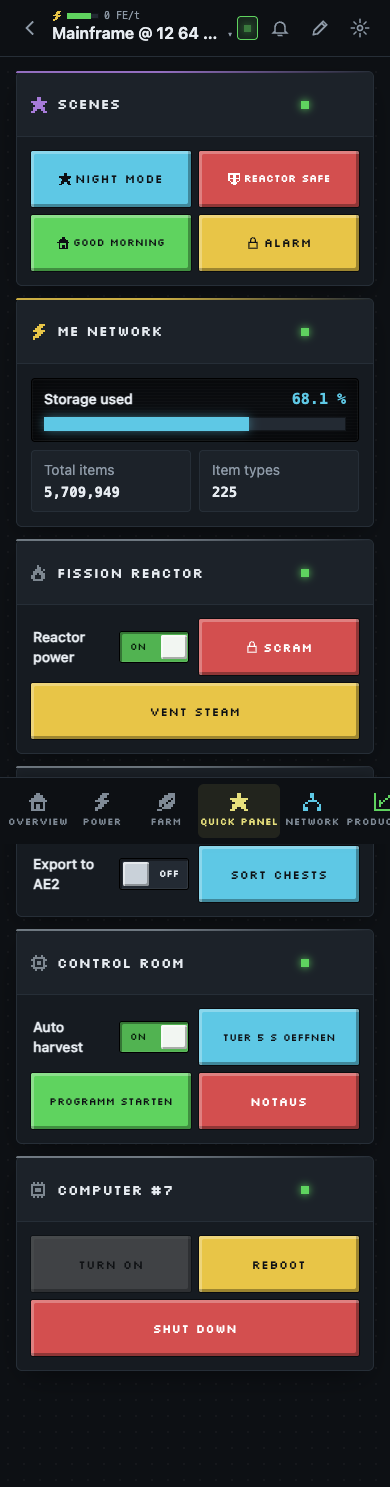 0 FE/t
Mainframe @ 12 64 ...
SCENES
NIGHT MODE
REACTOR SAFE
GOOD MORNING
ALARM
ME NETWORK
Storage used 68.1 %
Total items
5,709,949
Item types
225
FISSION REACTOR
Reactor
power
ON
SCRAM
VENT STEAM
OVERVIEW
POWER
FARM
QUICK PANEL
NETWORK
PRODUC
Export to
AE2
OFF
SORT CHESTS
CONTROL ROOM
Auto
harvest
ON
TUER 5 S OEFFNEN
PROGRAMM STARTEN
NOTAUS
COMPUTER #7
TURN ON
REBOOT
SHUT DOWN